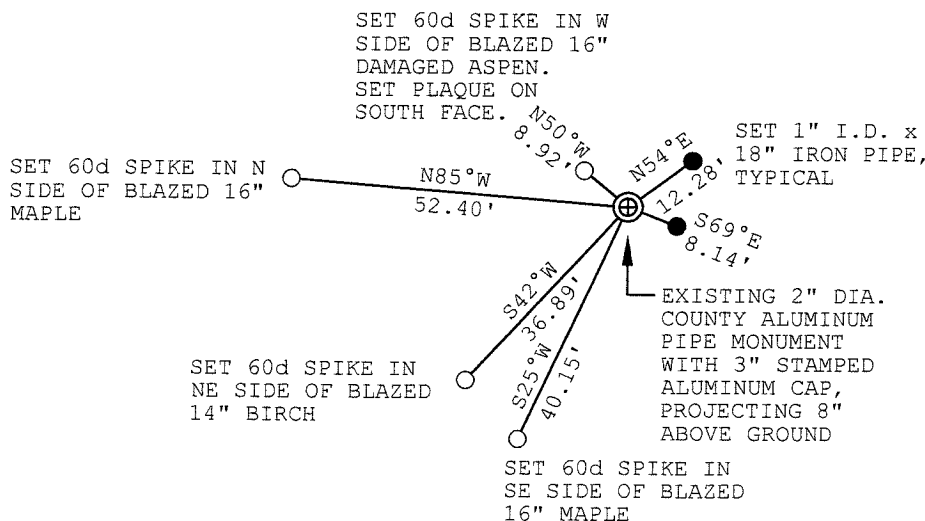 SET 60d SPIKE IN W
SIDE OF BLAZED 16"
DAMAGED ASPEN.
SET PLAQUE ON
SOUTH FACE.
N50°W
8.92'
N54°E
12.28'
SET 1" I.D. x
18" IRON PIPE,
TYPICAL
SET 60d SPIKE IN N
SIDE OF BLAZED 16"
MAPLE
N85°W
52.40'
S69°E
8.14'
S42°W
36.89'
S25°W
40.15'
EXISTING 2" DIA.
COUNTY ALUMINUM
PIPE MONUMENT
WITH 3" STAMPED
ALUMINUM CAP,
PROJECTING 8"
ABOVE GROUND
SET 60d SPIKE IN
NE SIDE OF BLAZED
14" BIRCH
SET 60d SPIKE IN
SE SIDE OF BLAZED
16" MAPLE